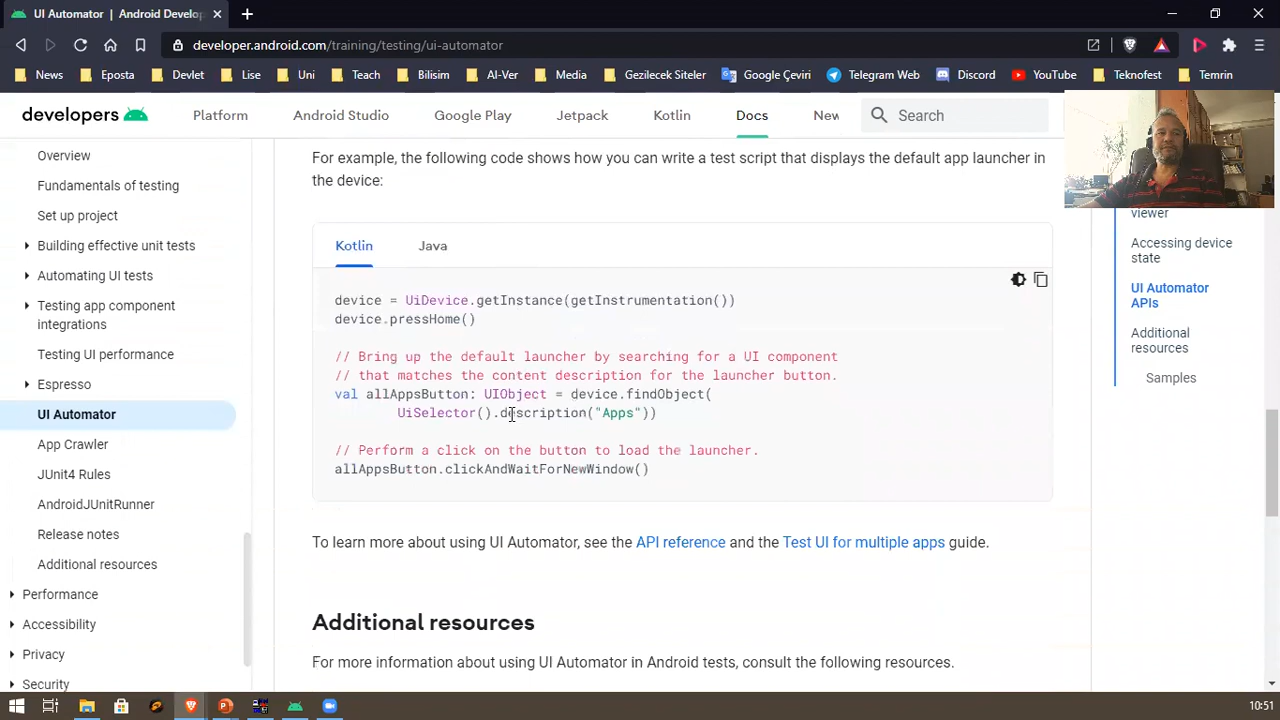 UI Automator | Android Develop
developer.android.com/training/testing/ui-automator
News
Eposta
Devlet
Lise
Uni
Teach
Bilisim
AI-Ver
Media
Gezilecek Siteler
Google Çeviri
Telegram Web
Discord
YouTube
Teknofest
Temrin
developers
Platform
Android Studio
Google Play
Jetpack
Kotlin
Docs
New
Search
Overview
Fundamentals of testing
Set up project
Building effective unit tests
Automating UI tests
Testing app component
integrations
Testing UI performance
Espresso
UI Automator
App Crawler
JUnit4 Rules
AndroidJUnitRunner
Release notes
Additional resources
Performance
Accessibility
Privacy
Security
For example, the following code shows how you can write a test script that displays the default app launcher in
the device:
Kotlin
Java
device = UiDevice.getInstance(getInstrumentation())
device.pressHome()
// Bring up the default launcher by searching for a UI component
// that matches the content description for the launcher button.
val allAppsButton: UIObject = device.findObject(
UiSelector().description("Apps"))
// Perform a click on the button to load the launcher.
allAppsButton.clickAndWaitForNewWindow()
To learn more about using UI Automator, see the API reference and the Test UI for multiple apps guide.
Additional resources
For more information about using UI Automator in Android tests, consult the following resources.
viewer
Accessing device
state
UI Automator
APIs
Additional
resources
Samples
10:51